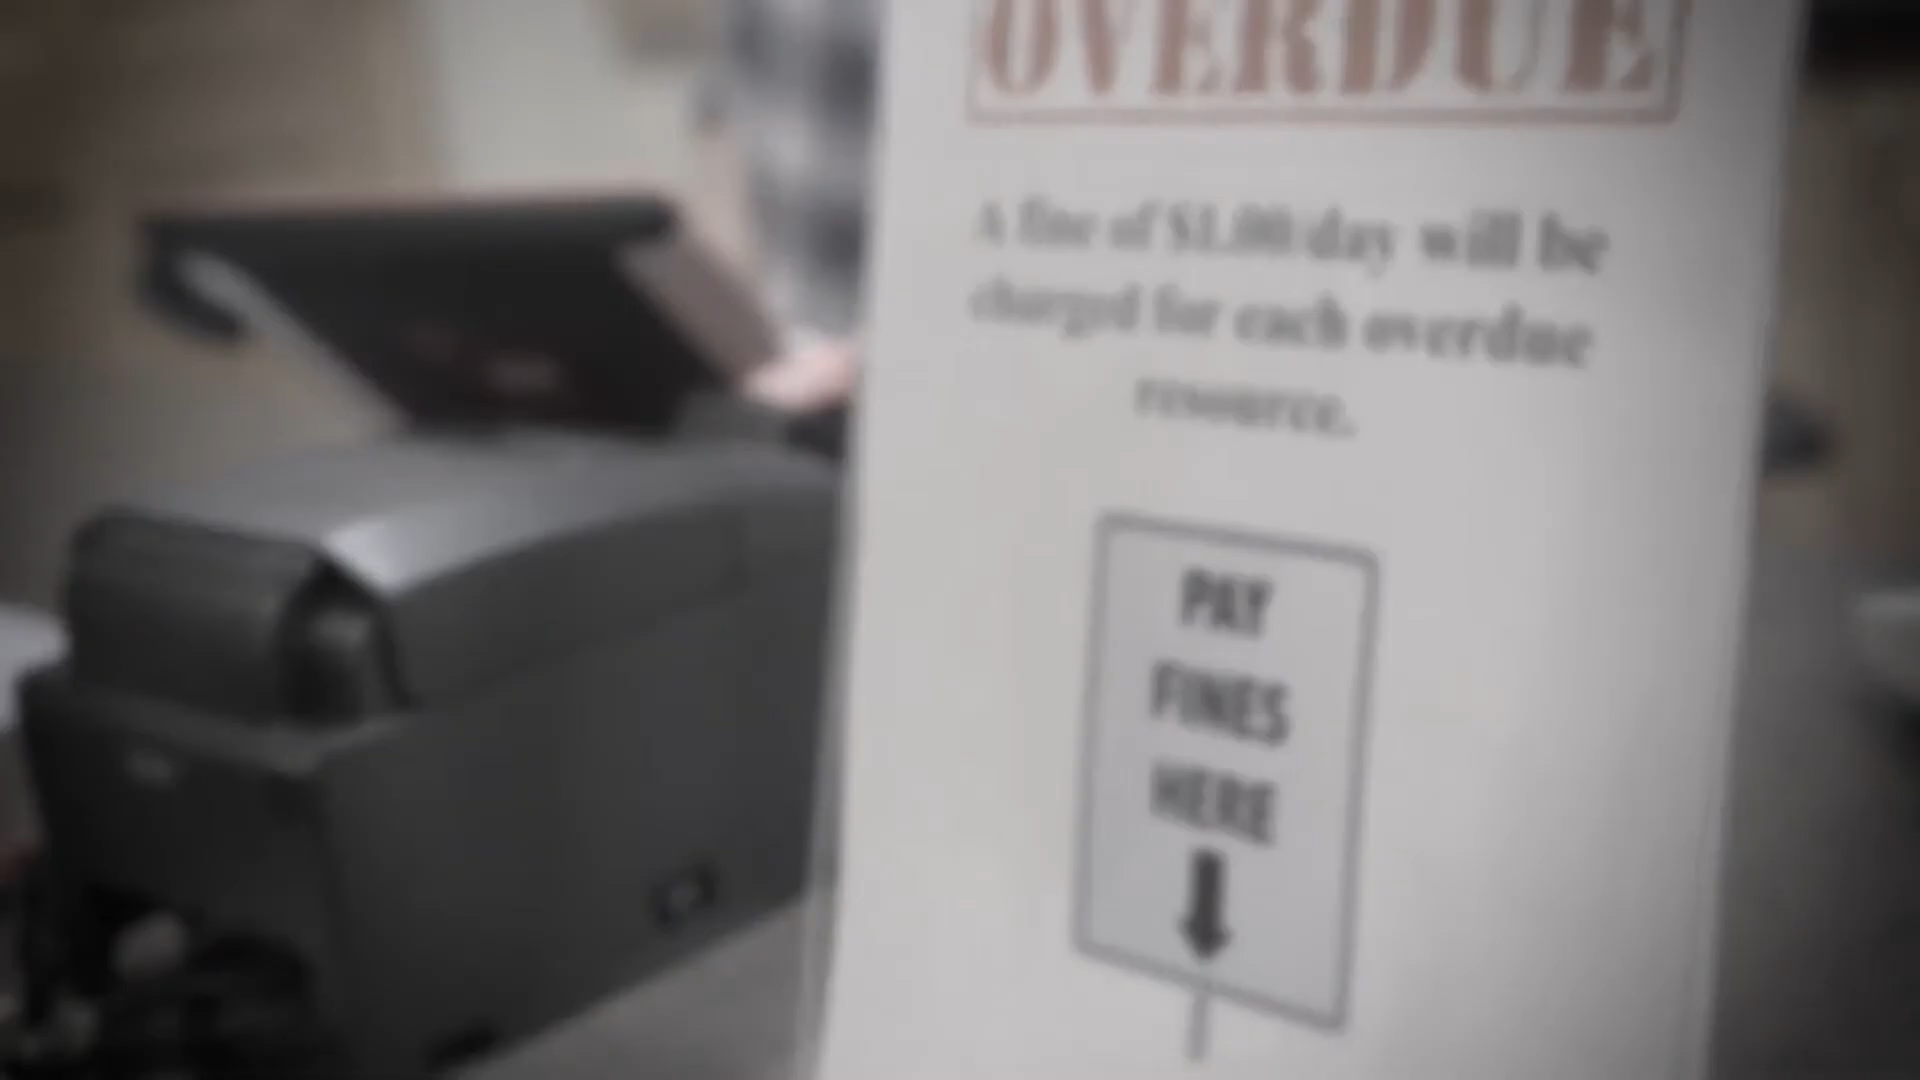 OVERDUE
A fine of $1.00/day will be
charged for each overdue
resource.
PAY
FINES
HERE